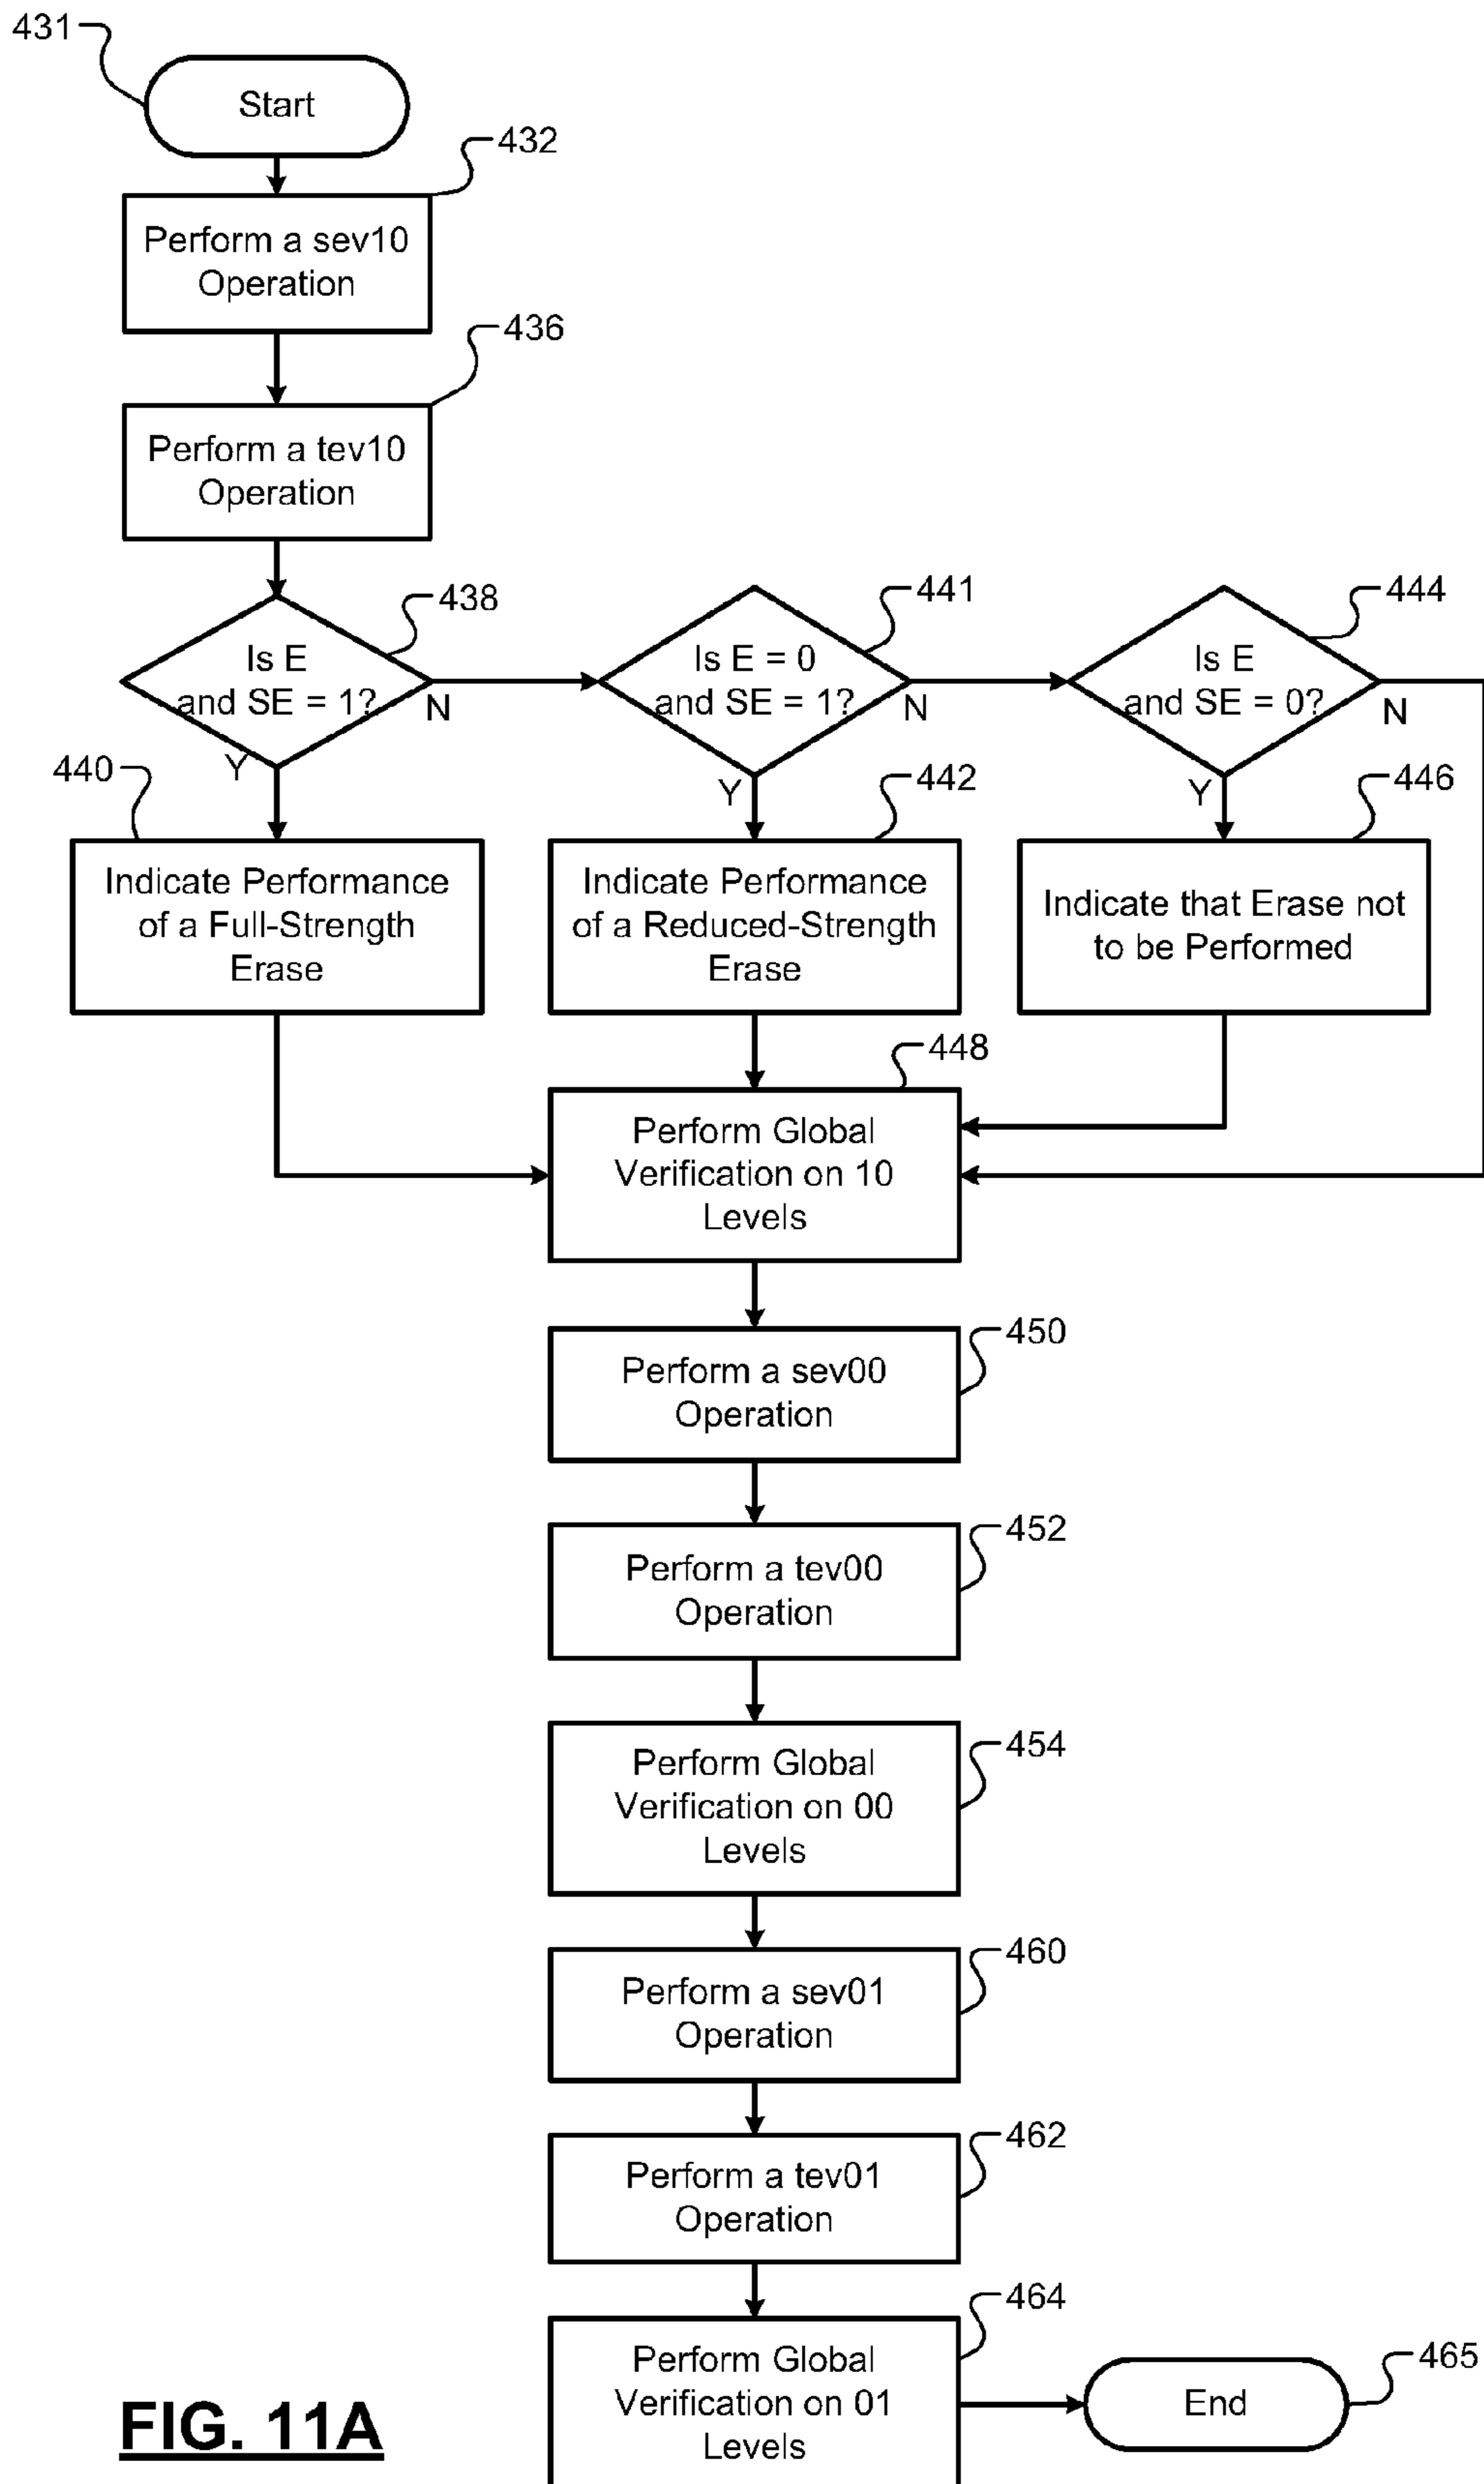 431
Start
432
Perform a sev10
Operation
436
Perform a tev10
Operation
438
Is E
and SE = 1?
N
Y
441
Is E = 0
and SE = 1?
N
Y
444
Is E
and SE = 0?
N
Y
440
Indicate Performance
of a Full-Strength
Erase
442
Indicate Performance
of a Reduced-Strength
Erase
446
Indicate that Erase not
to be Performed
448
Perform Global
Verification on 10
Levels
450
Perform a sev00
Operation
452
Perform a tev00
Operation
454
Perform Global
Verification on 00
Levels
460
Perform a sev01
Operation
462
Perform a tev01
Operation
464
Perform Global
Verification on 01
Levels
465
End
FIG. 11A